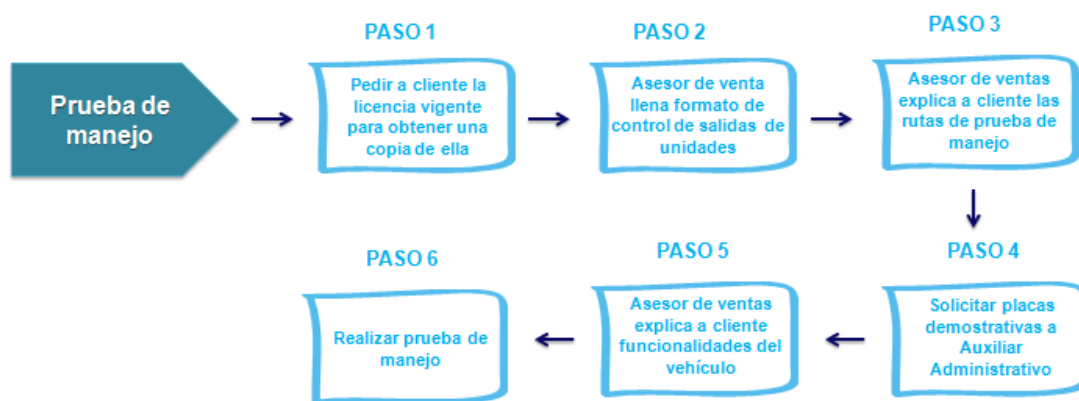 Prueba de
manejo
PASO 1
Pedir a cliente la
licencia vigente
para obtener una
copia de ella
PASO 2
Asesor de venta
llena formato de
control de salidas de
unidades
PASO 3
Asesor de ventas
explica a cliente las
rutas de prueba de
manejo
PASO 4
Solicitar placas
demostrativas a
Auxiliar
Administrativo
PASO 5
Asesor de ventas
explica a cliente
funcionalidades del
vehículo
PASO 6
Realizar prueba de
manejo